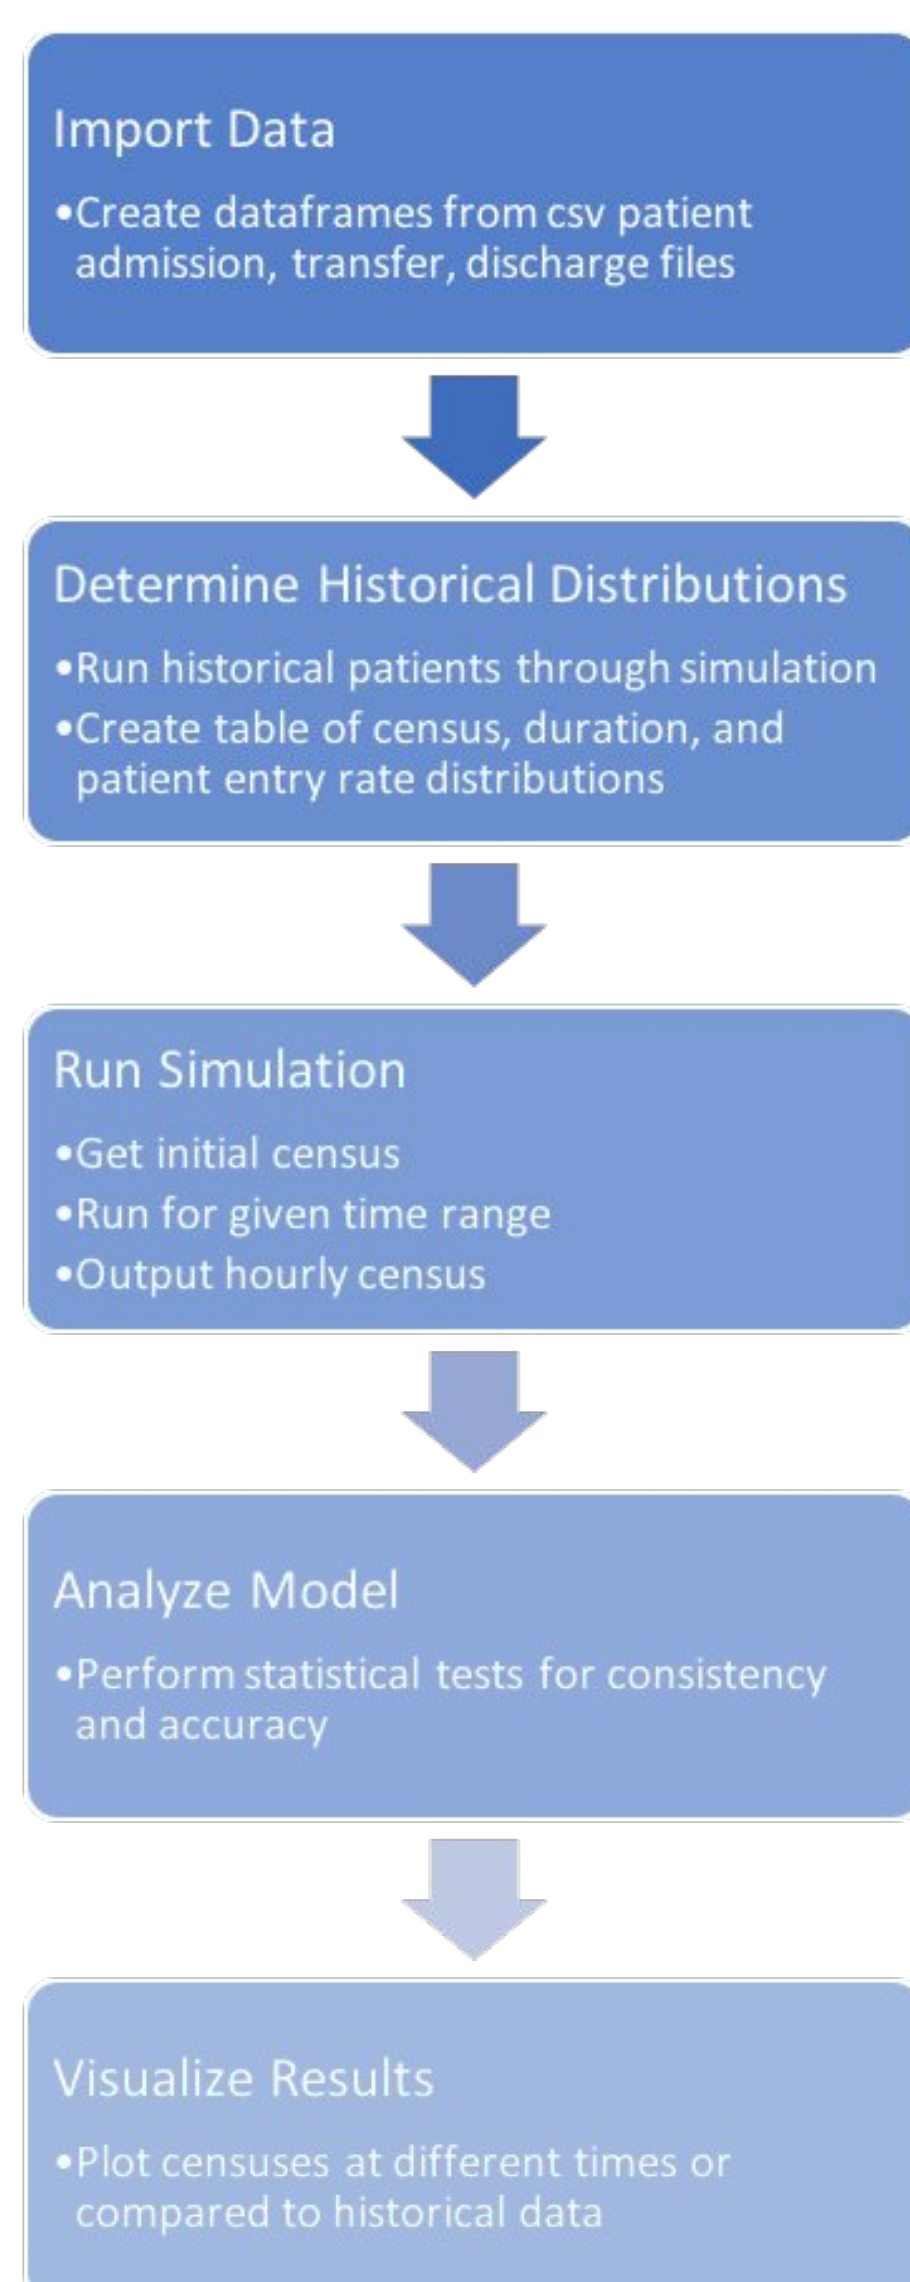 Import Data
•Create dataframes from csv patient
admission, transfer, discharge files
Determine Historical Distributions
•Run historical patients through simulation
•Create table of census, duration, and
patient entry rate distributions
Run Simulation
•Get initial census
•Run for given time range
•Output hourly census
Analyze Model
•Perform statistical tests for consistency
and accuracy
Visualize Results
•Plot censuses at different times or
compared to historical data